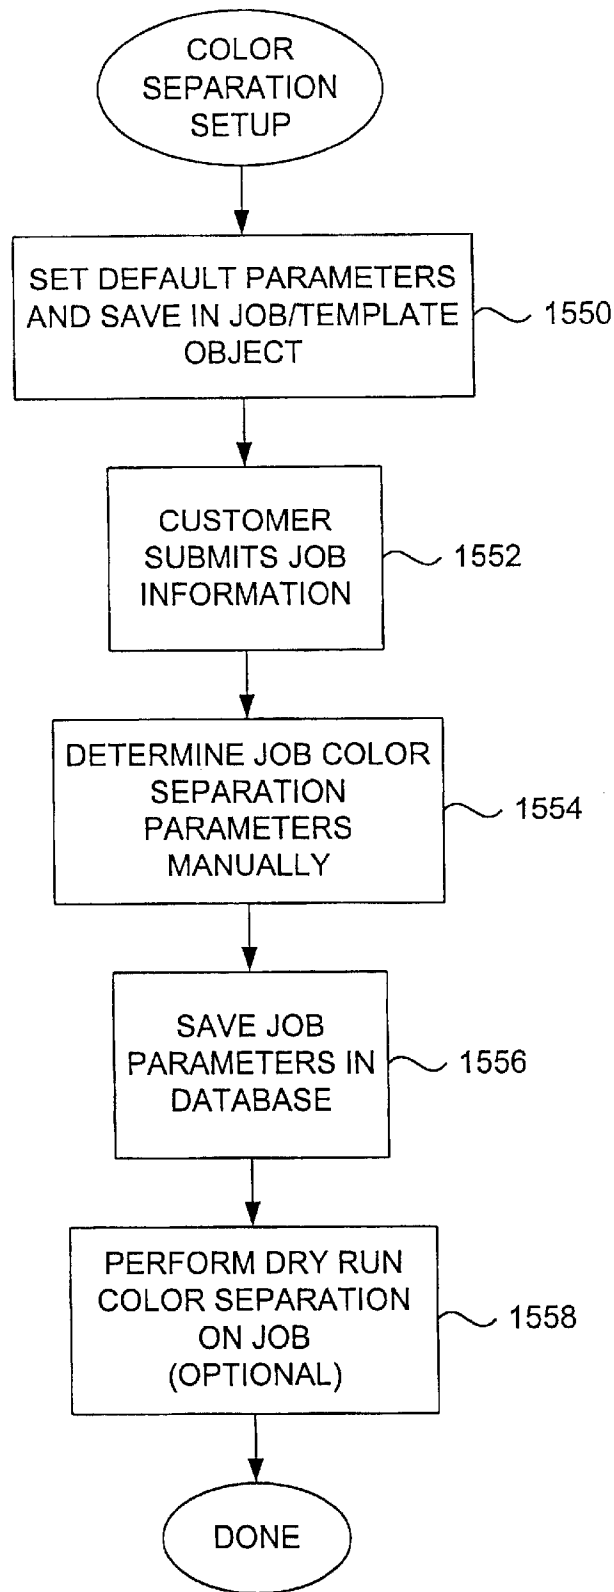 COLOR
SEPARATION
SETUP
SET DEFAULT PARAMETERS
AND SAVE IN JOB/TEMPLATE
OBJECT
1550
CUSTOMER
SUBMITS JOB
INFORMATION
1552
DETERMINE JOB COLOR
SEPARATION
PARAMETERS
MANUALLY
1554
SAVE JOB
PARAMETERS IN
DATABASE
1556
PERFORM DRY RUN
COLOR SEPARATION
ON JOB
(OPTIONAL)
1558
DONE